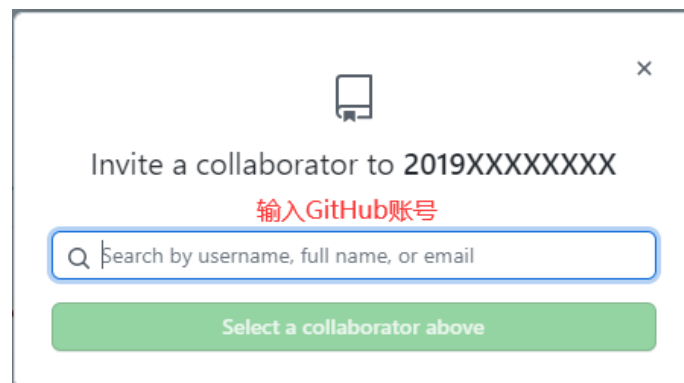 Invite a collaborator to 2019XXXXXXXX
输入GitHub账号
Search by username, full name, or email
Select a collaborator above